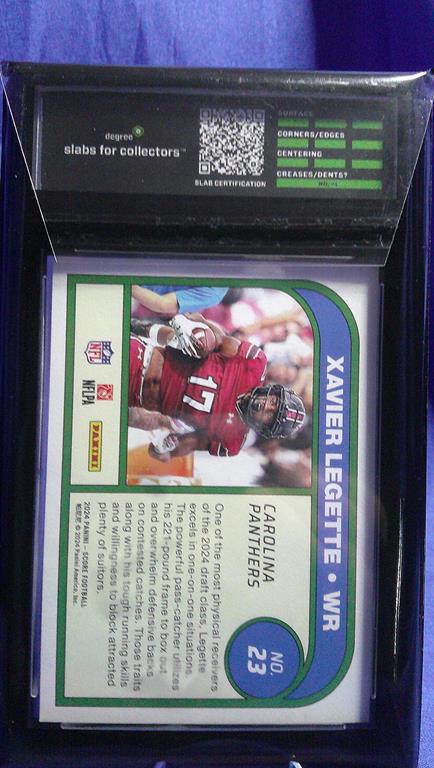 degree
slabs for collectors™
SLAB CERTIFICATION
SURFACE
CORNERS/EDGES
CENTERING
CREASES/DENTS?
XAVIER LEGETTE • WR
NO.
23
CAROLINA
PANTHERS
One of the most physical receivers
of the 2024 draft class, Legette
excels in one-on-one situations.
The powerful pass-catcher utilizes
his 221-pound frame to box out
and overwhelm defensive backs
on contested catches. Those traits
along with his tough running skills
and willingness to block attracted
plenty of suitors.
17
NFL
NFLPA
PANINI
2024 PANINI - SCORE FOOTBALL
© 2024 Panini America, Inc.